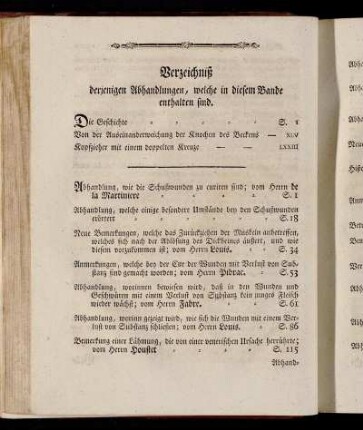 Verzeichniß
derjenigen Abhandlungen, welche in diesem Bande
enthalten sind.
Die Geschichte S. 1
Von der Auseinanderweichung der Knochen des Beckens — XLV
Kopfzieher mit einem doppelten Kreuze — — LXXIII
Abhandlung, wie die Schußwunden zu curiren sind; vom Herrn de
la Martiniere S. 1
Abhandlung, welche einige besondere Umstände bey den Schußwunden
erörtert S. 18
Neue Bemerkungen, welche das Zurückziehen der Muskeln anbetreffen,
welches sich nach der Ablösung des Dickbeins äußert, und wie
diesem vorzukommen ist; vom Herrn Louis. S. 34
Anmerkungen, welche bey der Cur der Wunden mit Verlust von Sub-
stanz sind gemacht worden; vom Herrn Pibrac. S. 53
Abhandlung, worinnen bewiesen wird, daß in den Wunden und
Geschwüren mit einem Verlust von Substanz kein junges Fleisch
wieder wächst; vom Herrn Fabre. S. 61
Abhandlung, worinn gezeigt wird, wie sich die Wunden mit einem Ver-
lust von Substanz schliesen; vom Herrn Louis. S. 86
Bemerkung einer Lähmung, die von einer venerischen Ursache herrührte;
vom Herrn Houstet S. 115
Abhand-